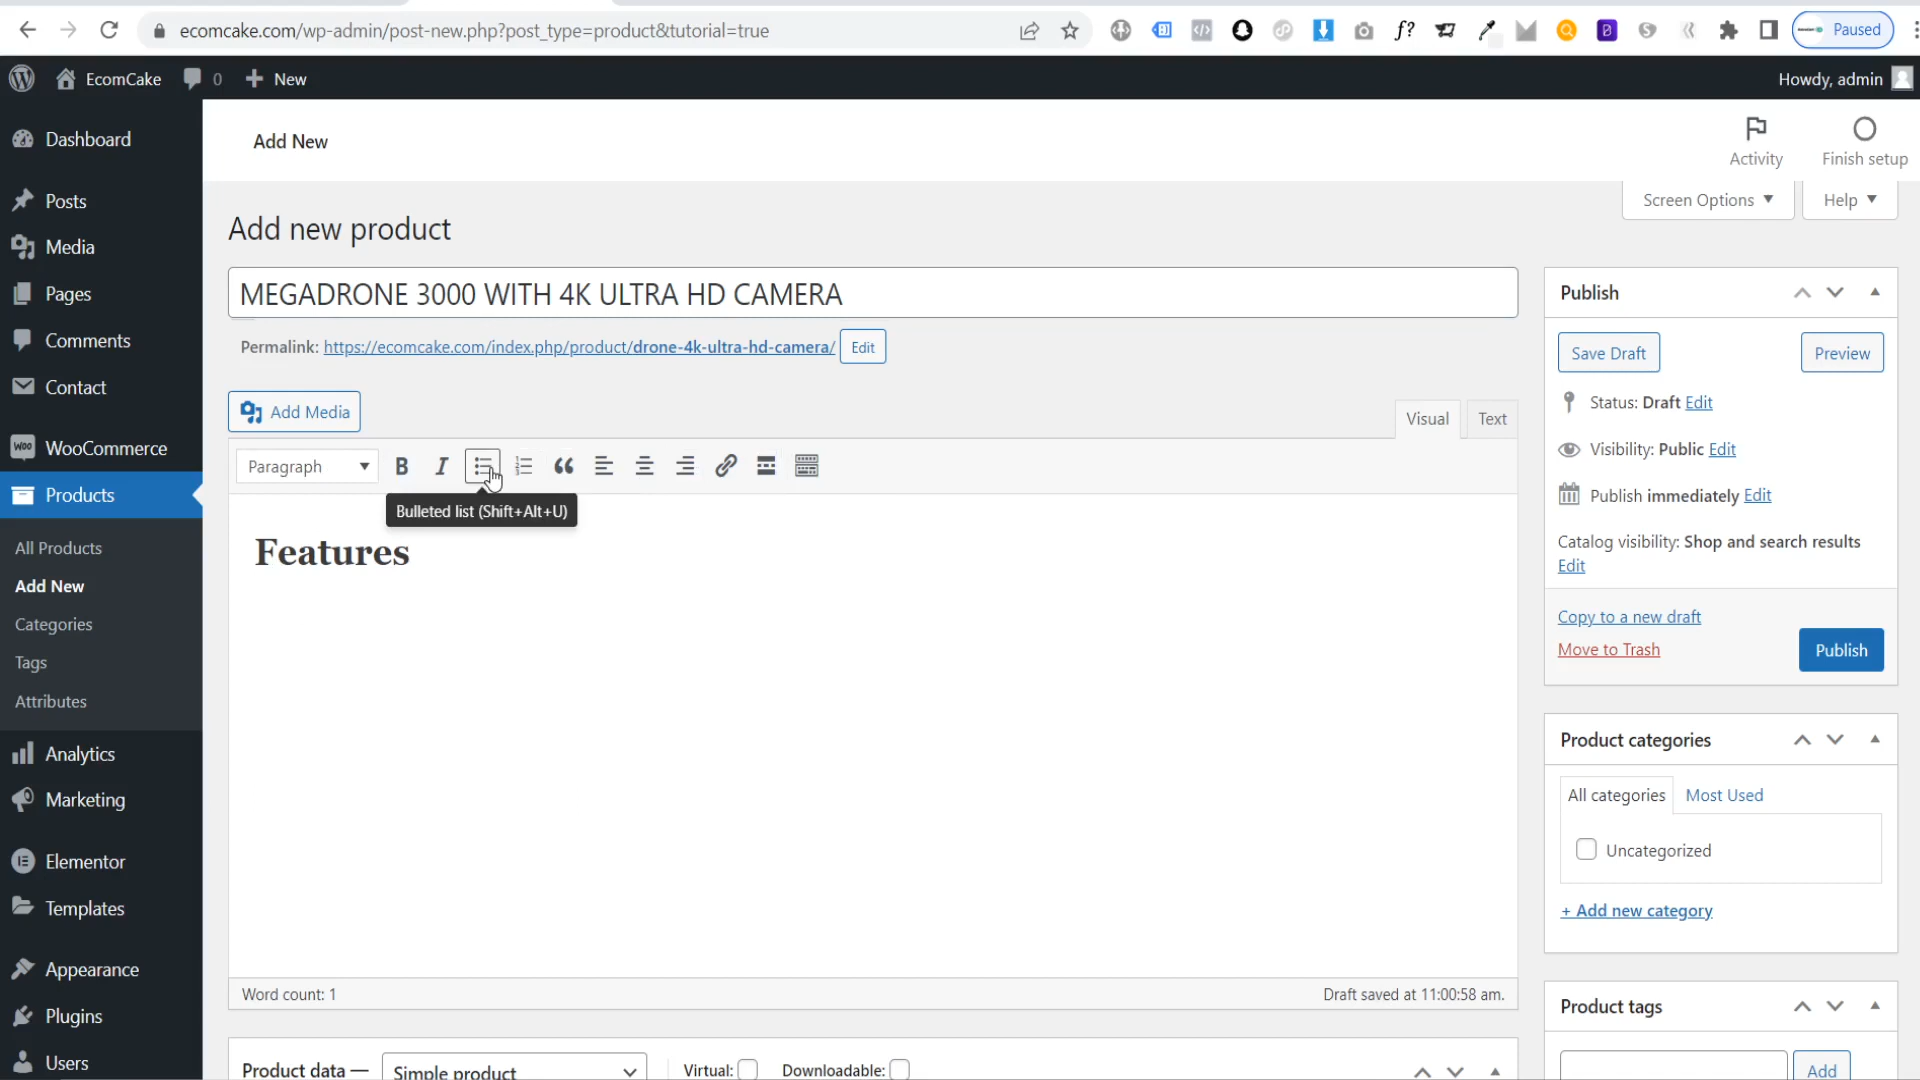 ecomcake.com/wp-admin/post-new.php?post_type=product&tutorial=true
Paused
EcomCake
0
New
Howdy, admin
Dashboard
Posts
Media
Pages
Comments
Contact
WooCommerce
Products
All Products
Add New
Categories
Tags
Attributes
Analytics
Marketing
Elementor
Templates
Appearance
Plugins
Users
Add New
Activity
Finish setup
Screen Options
Help
Add new product
MEGADRONE 3000 WITH 4K ULTRA HD CAMERA
Permalink: https://ecomcake.com/index.php/product/drone-4k-ultra-hd-camera/ Edit
Add Media
Visual
Text
Paragraph
Bulleted list (Shift+Alt+U)
Features
Word count: 1
Draft saved at 11:00:58 am.
Product data —
Simple product
Virtual:
Downloadable:
Publish
Save Draft
Preview
Status: Draft Edit
Visibility: Public Edit
Publish immediately Edit
Catalog visibility: Shop and search results
Edit
Copy to a new draft
Move to Trash
Publish
Product categories
All categories
Most Used
Uncategorized
+ Add new category
Product tags
Add